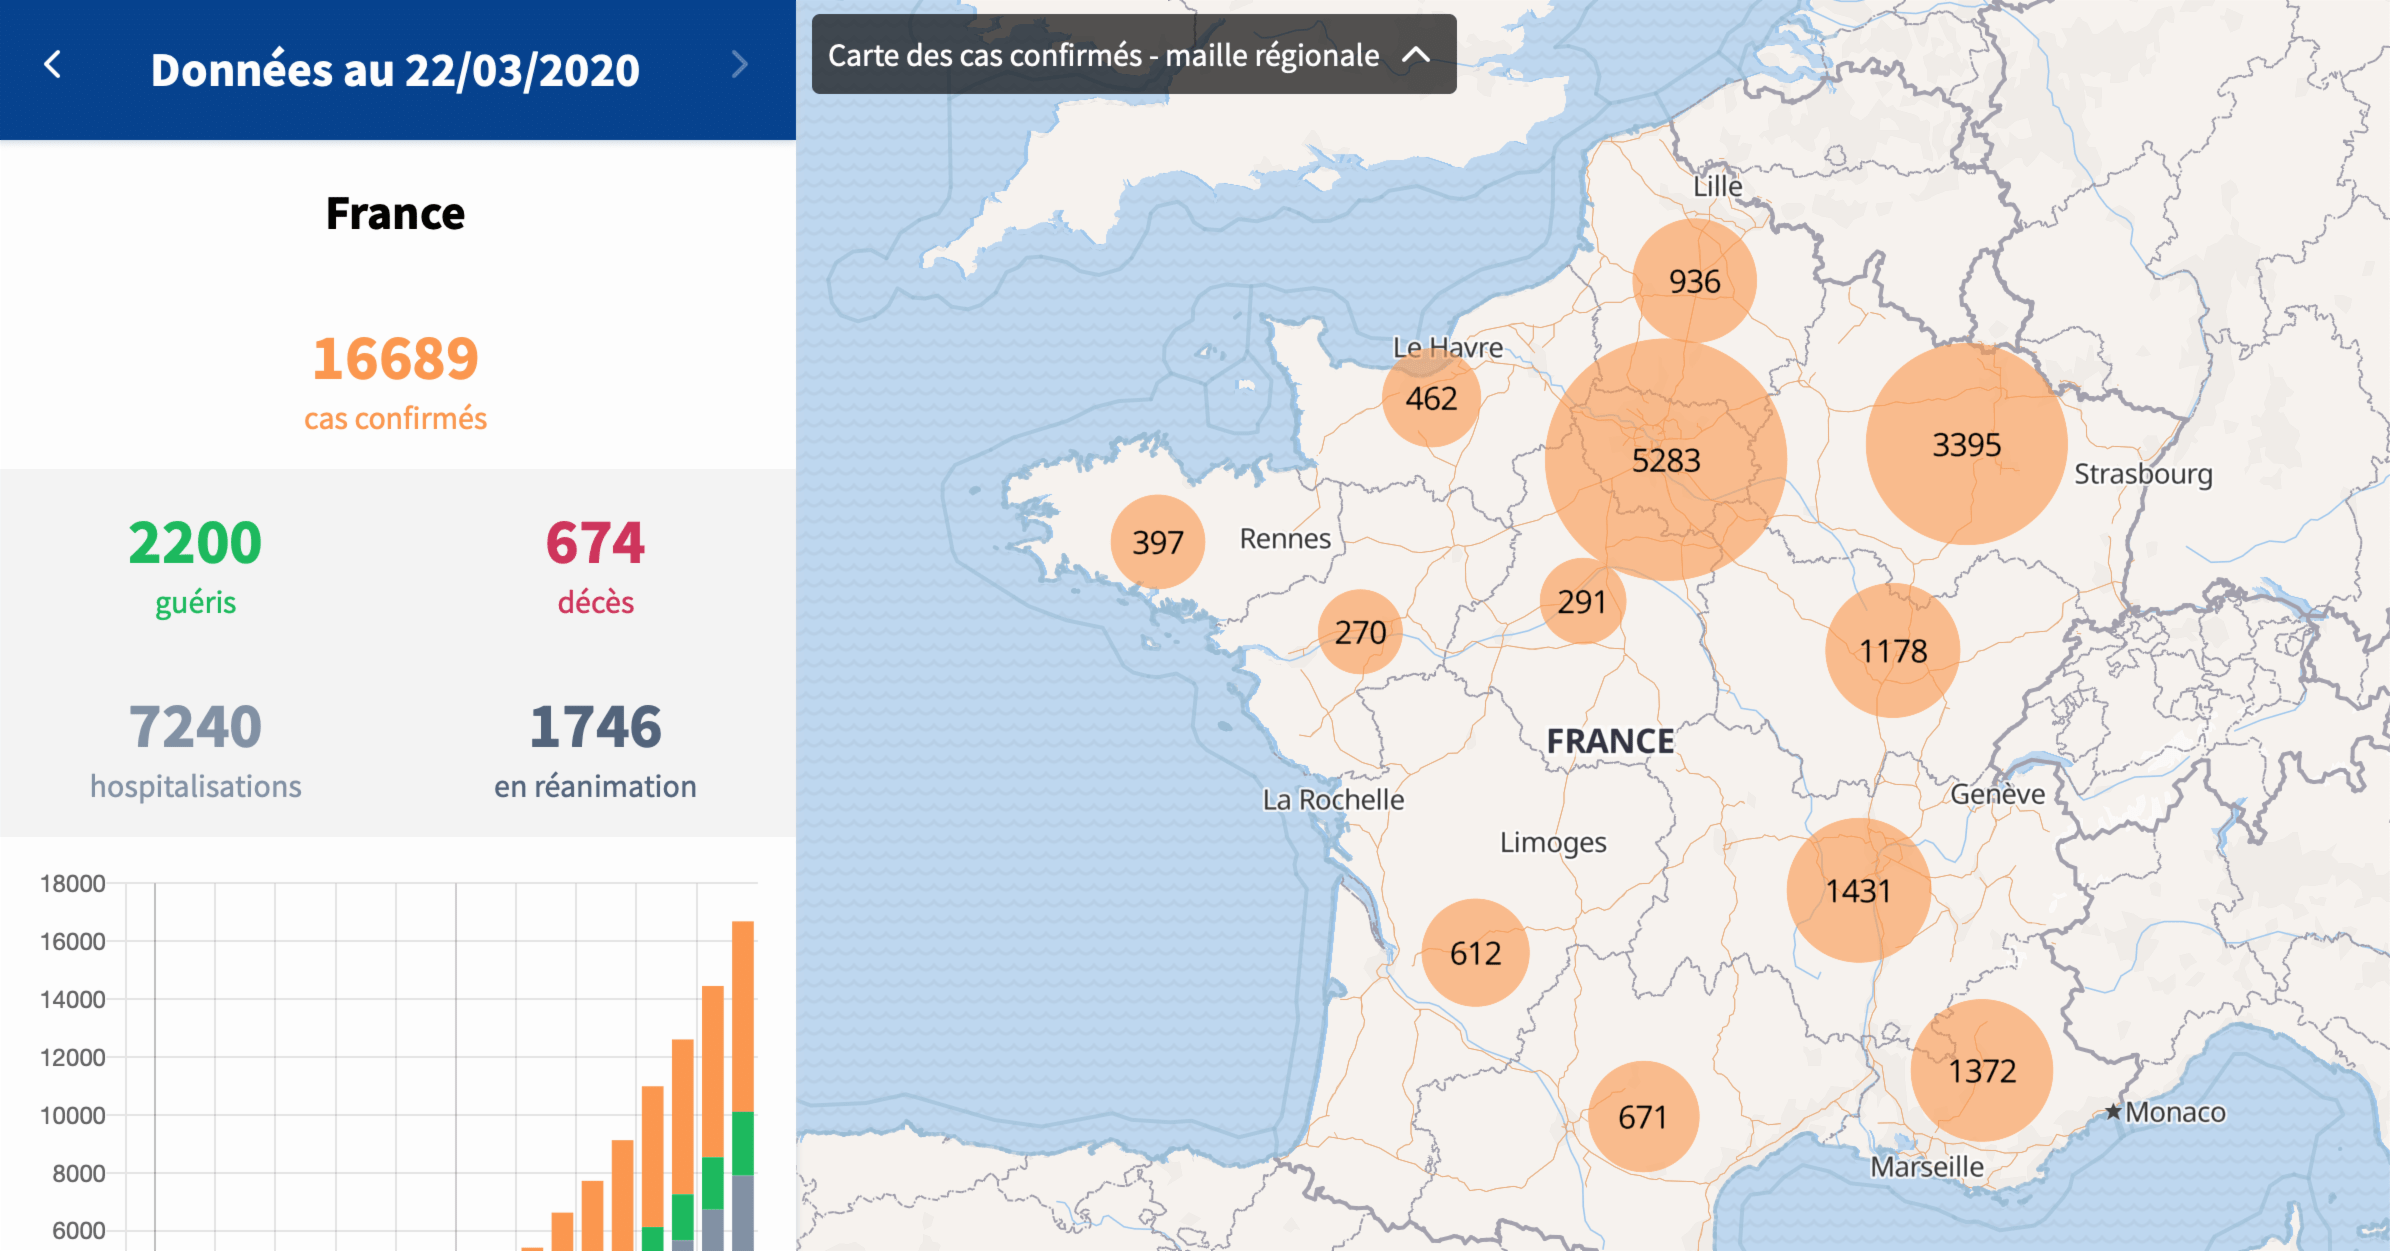 Données au 22/03/2020
France
16689
cas confirmés
2200
guéris
674
décès
7240
hospitalisations
1746
en réanimation
18000
16000
14000
12000
10000
8000
6000
Carte des cas confirmés - maille régionale
Lille
936
Le Havre
462
5283
3395
Strasbourg
397
Rennes
291
270
1178
FRANCE
La Rochelle
Genève
Limoges
1431
612
1372
671
Monaco
Marseille